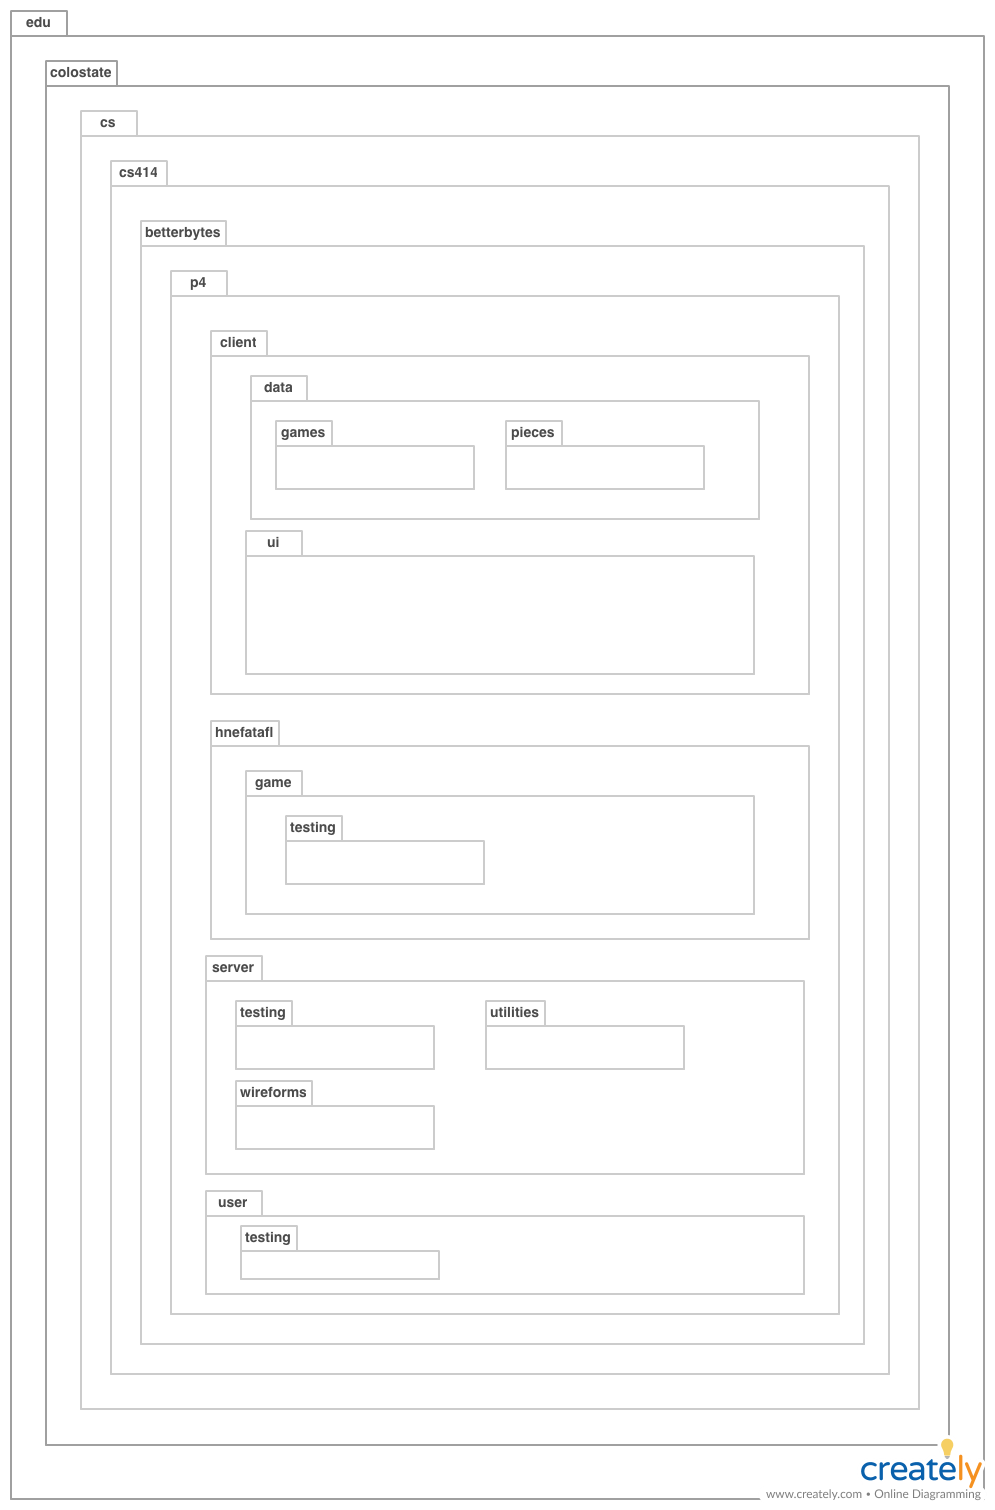 edu
colostate
cs
cs414
betterbytes
p4
client
data
games
pieces
ui
hnefatafl
game
testing
server
testing
utilities
wireforms
user
testing
creately
www.creately.com • Online Diagramming